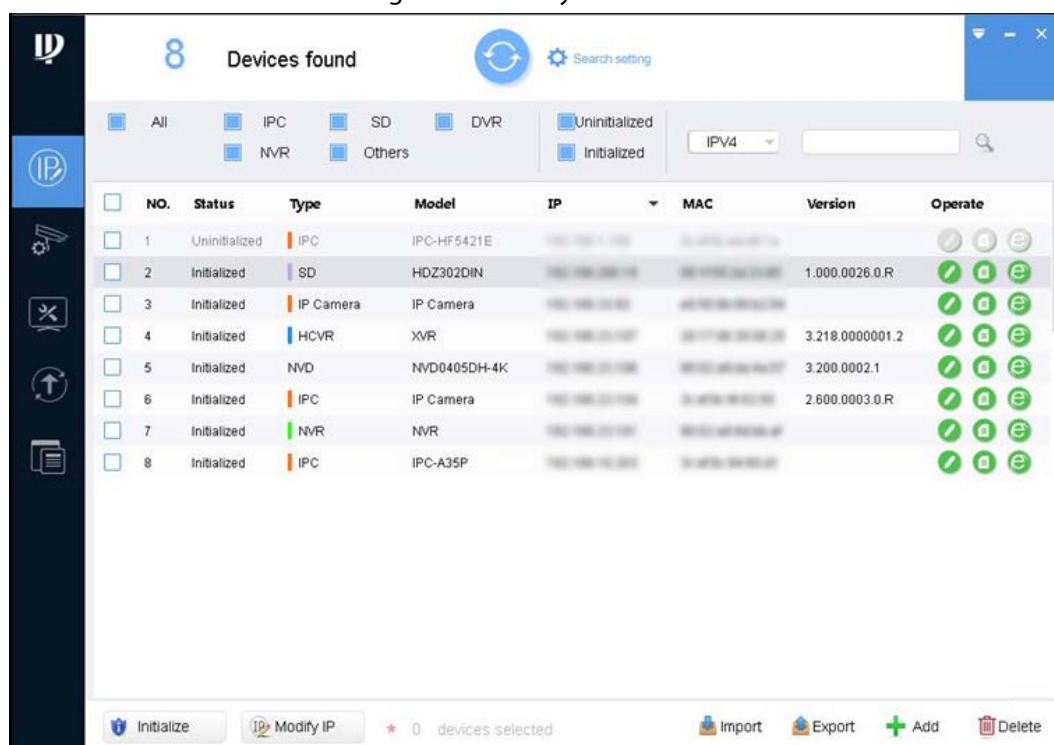 8 Devices found Search setting
All IPC SD DVR Uninitialized
NVR Others Initialized IPV4
NO. Status Type Model IP MAC Version Operate
1 Uninitialized IPC IPC-HF5421E
2 Initialized SD HDZ302DIN 1.000.0026.0.R
3 Initialized IP Camera IP Camera
4 Initialized HCVR XVR 3.218.0000001.2
5 Initialized NVD NVD0405DH-4K 3.200.0002.1
6 Initialized IPC IP Camera 2.600.0003.0.R
7 Initialized NVR NVR
8 Initialized IPC IPC-A35P
Initialize IP Modify IP * 0 devices selected Import Export Add Delete